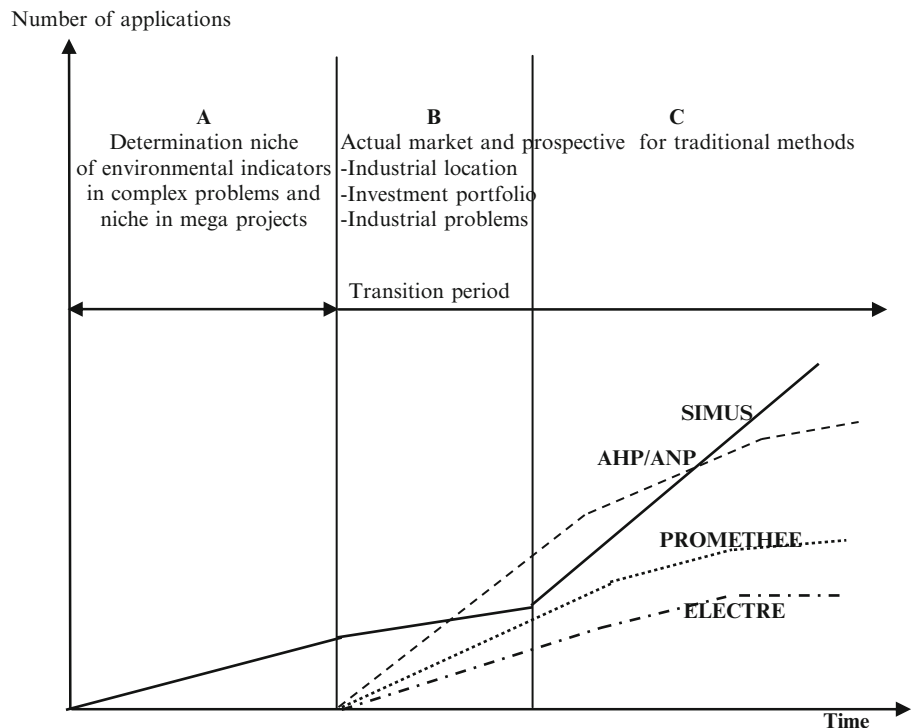 Number of applications
A
Determination niche
of environmental indicators
in complex problems and
niche in mega projects
B
C
Actual market and prospective for traditional methods
-Industrial location
-Investment portfolio
-Industrial problems
Transition period
SIMUS
AHP/ANP
PROMETHEE
ELECTRE
Time